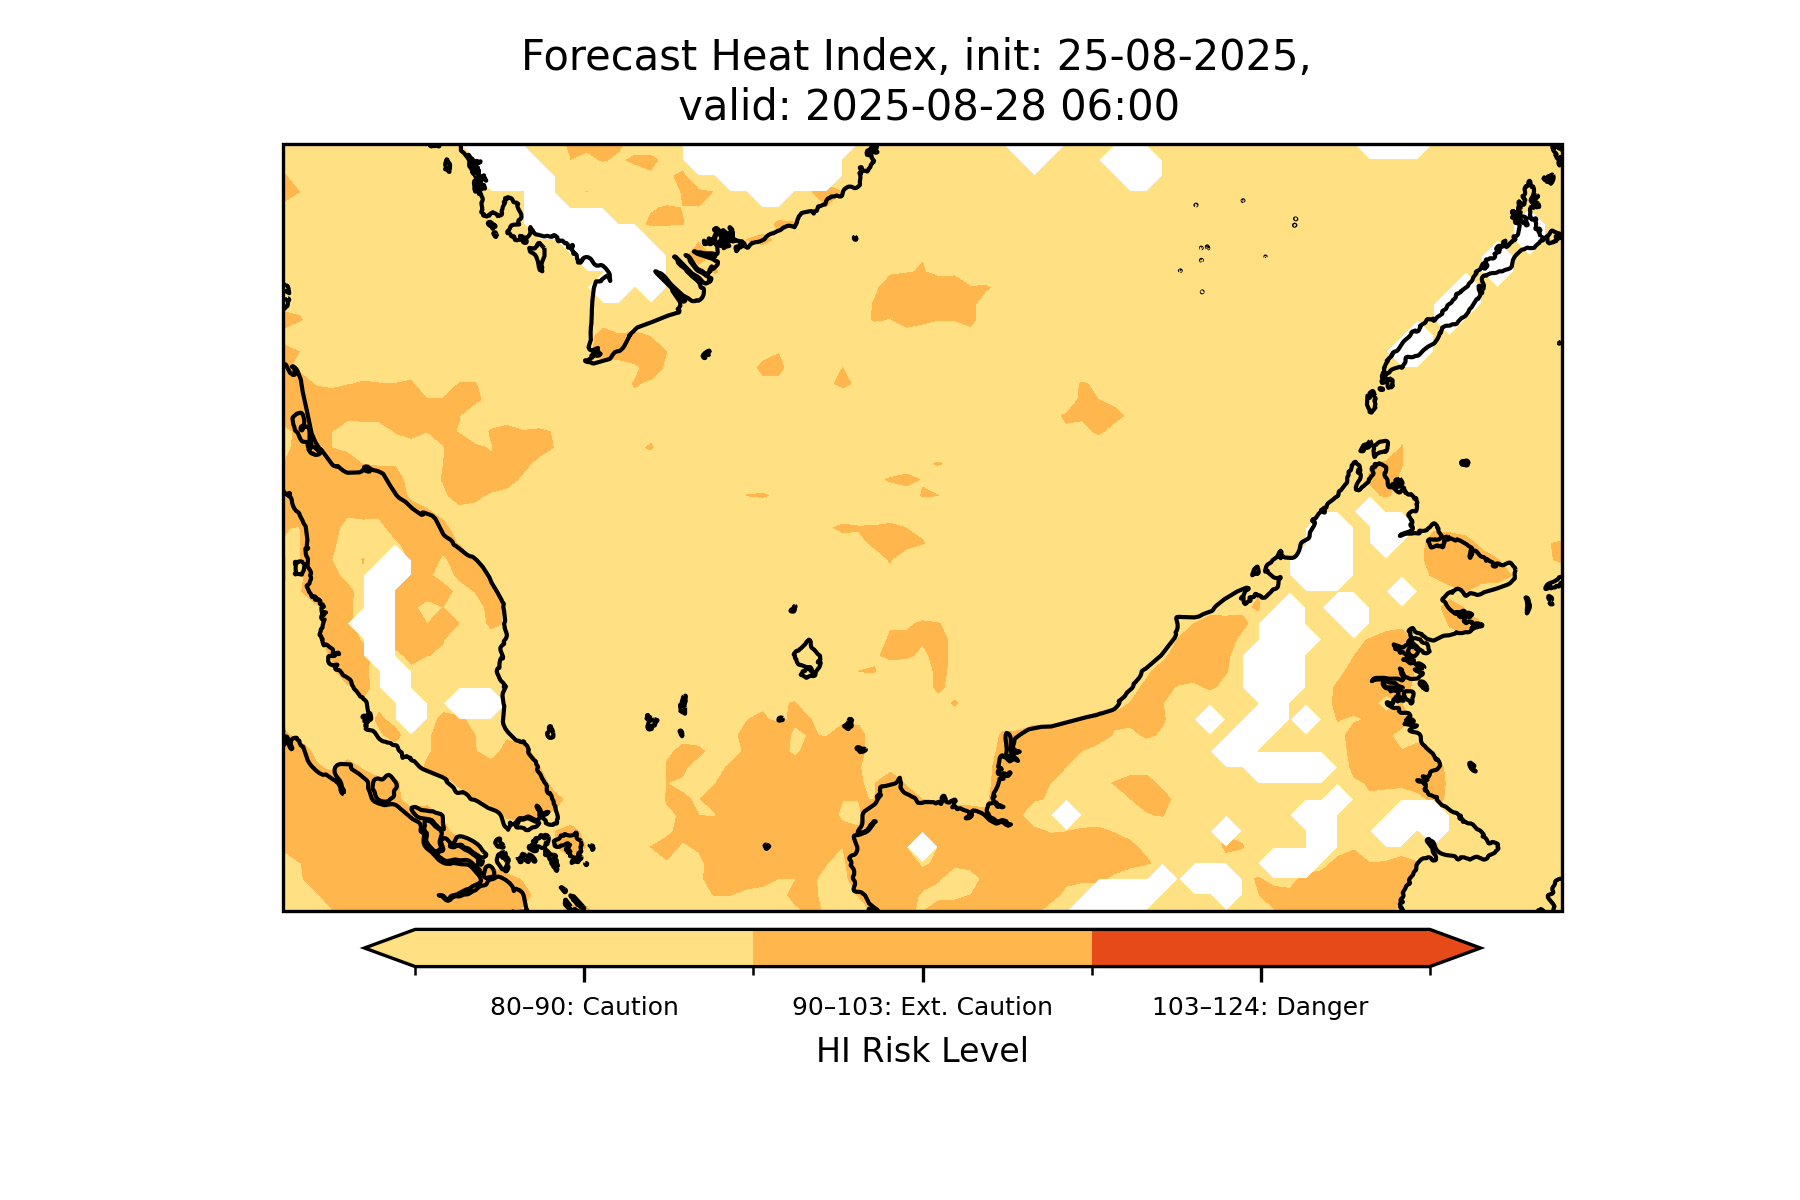 Forecast Heat Index, init: 25-08-2025,
valid: 2025-08-28 06:00
80–90: Caution
90–103: Ext. Caution
103–124: Danger
HI Risk Level